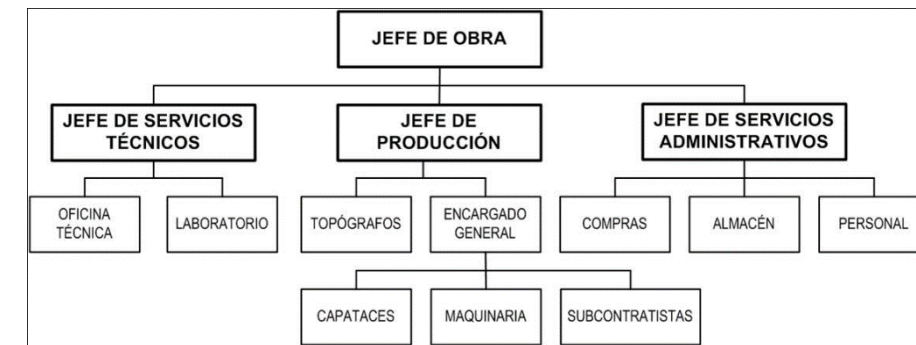 JEFE DE OBRA
JEFE DE SERVICIOS
TÉCNICOS
JEFE DE
PRODUCCIÓN
JEFE DE SERVICIOS
ADMINISTRATIVOS
OFICINA
TÉCNICA
LABORATORIO
TOPÓGRAFOS
ENCARGADO
GENERAL
COMPRAS
ALMACÉN
PERSONAL
CAPATACES
MAQUINARIA
SUBCONTRATISTAS